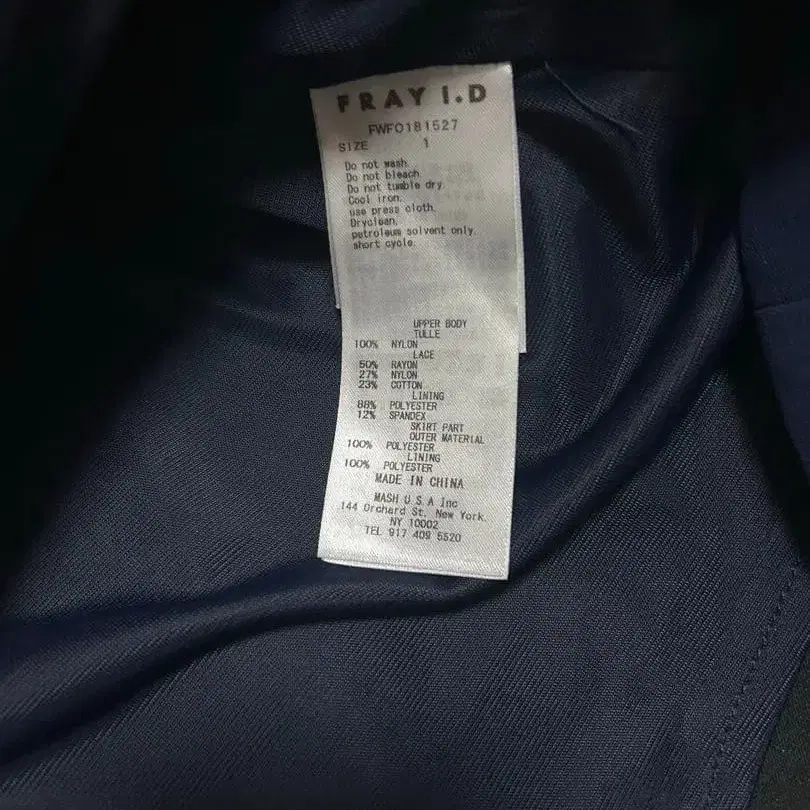 FRAY I.D
FWFO181527
SIZE 1
Do not wash.
Do not bleach.
Do not tumble dry.
Cool iron.
use press cloth.
Dryclean.
petroleum solvent only.
short cycle.
UPPER BODY
TULLE
100% NYLON
LACE
50% RAYON
27% NYLON
23% COTTON
LINING
88% POLYESTER
12% SPANDEX
SKIRT PART
OUTER MATERIAL
100% POLYESTER
LINING
100% POLYESTER
MADE IN CHINA
MASH U.S.A Inc
144 Orchard St. New York.
NY 10002
TEL 917 409 5520